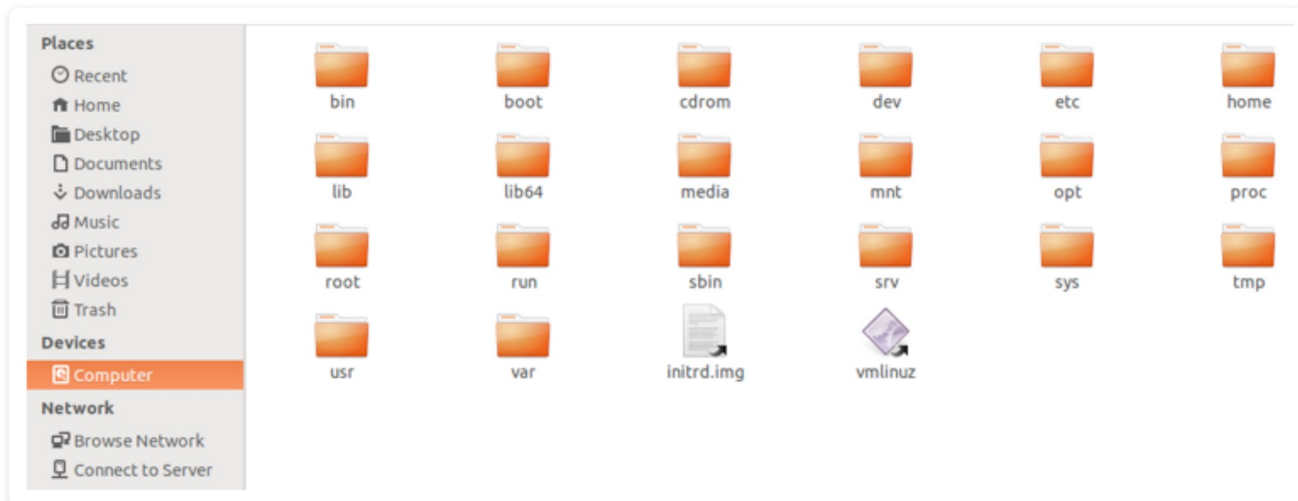 Places
Recent
Home
Desktop
Documents
Downloads
Music
Pictures
Videos
Trash
Devices
Computer
Network
Browse Network
Connect to Server
bin boot cdrom dev etc home
lib lib64 media mnt opt proc
root run sbin srv sys tmp
usr var initrd.img vmlinuz